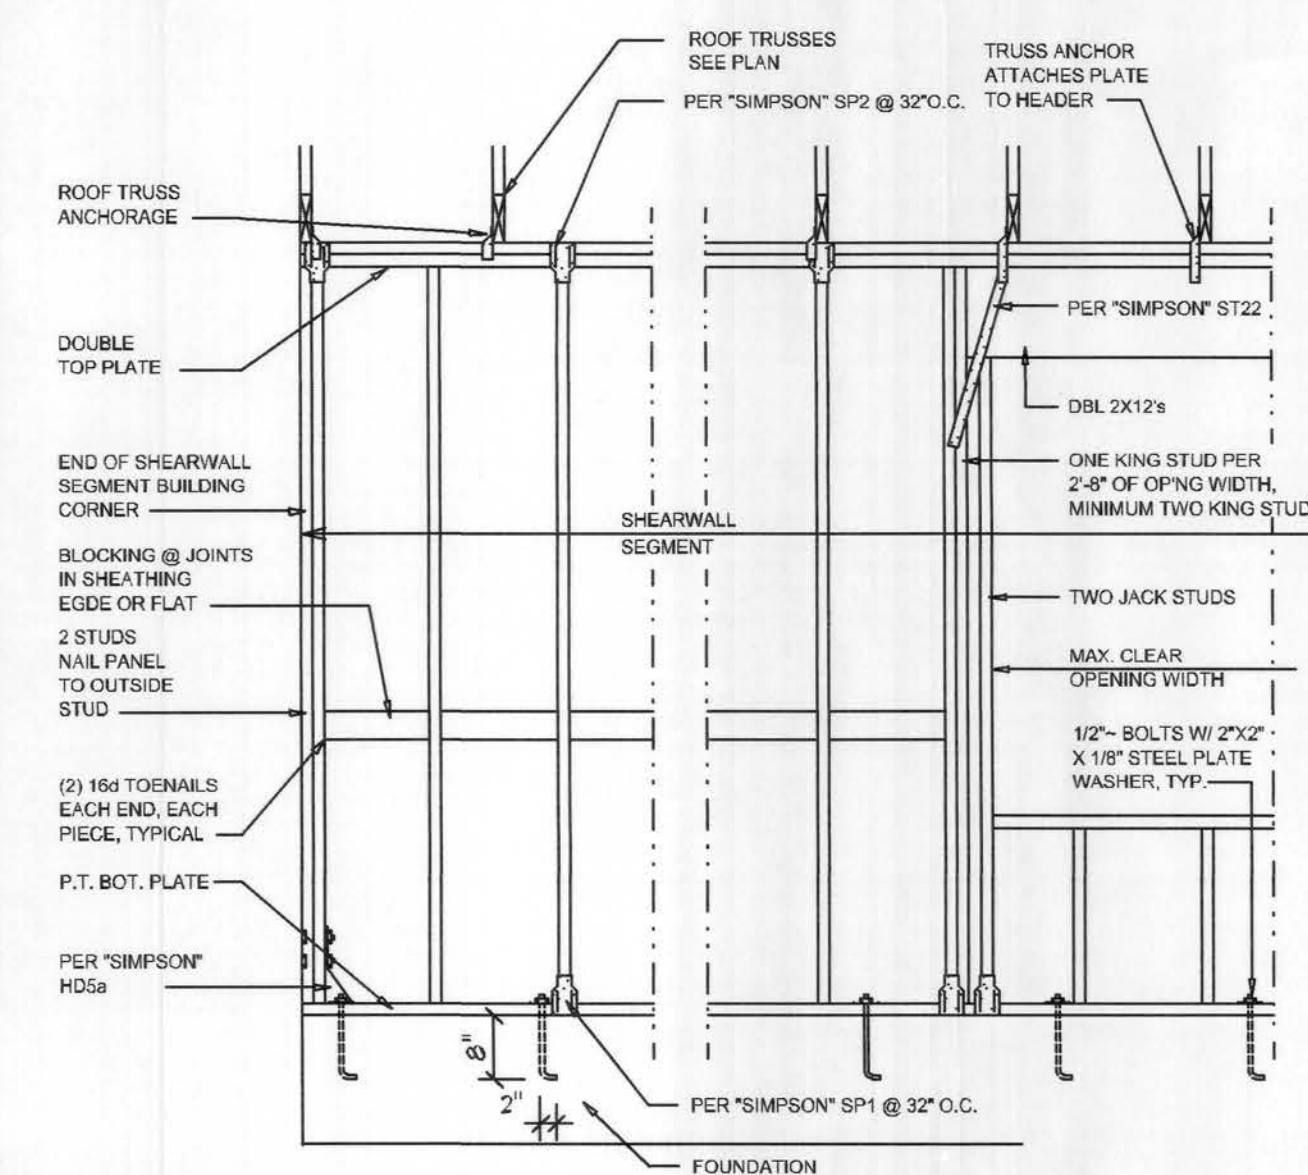 ROOF TRUSSES
SEE PLAN
PER "SIMPSON" SP2 @ 32"O.C.
TRUSS ANCHOR
ATTACHES PLATE
TO HEADER
ROOF TRUSS
ANCHORAGE
PER "SIMPSON" ST22
DOUBLE
TOP PLATE
DBL 2X12's
END OF SHEARWALL
SEGMENT BUILDING
CORNER
ONE KING STUD PER
2'-8" OF OP'NG WIDTH,
MINIMUM TWO KING STUD
SHEARWALL
SEGMENT
BLOCKING @ JOINTS
IN SHEATHING
EGDE OR FLAT
TWO JACK STUDS
2 STUDS
NAIL PANEL
TO OUTSIDE
STUD
MAX. CLEAR
OPENING WIDTH
1/2"~ BOLTS W/ 2"X2"
X 1/8" STEEL PLATE
WASHER, TYP.
(2) 16d TOENAILS
EACH END, EACH
PIECE, TYPICAL
P.T. BOT. PLATE
PER "SIMPSON"
HD5a
8"
2"
PER "SIMPSON" SP1 @ 32" O.C.
FOUNDATION